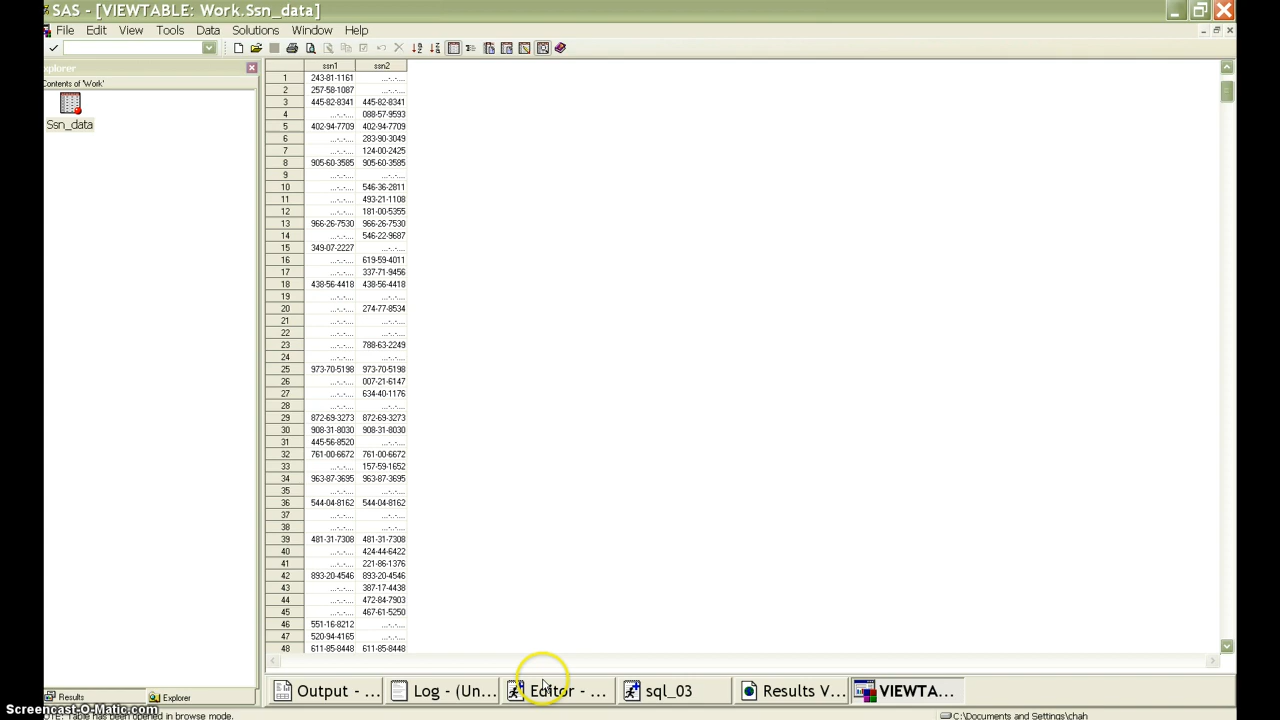 SAS - [VIEWTABLE: Work.Ssn_data]
File Edit View Tools Solutions Data Window Help
xplorer
Contents of 'Work'
Ssn_data
ssn1 ssn2
1 243-81-1161 ...-..-....
2 257-58-1087 ...-..-....
3 445-82-8341 445-82-8341
4 ...-..-.... 088-57-9593
5 402-94-7709 402-94-7709
6 ...-..-.... 283-90-3049
7 ...-..-.... 124-00-2425
8 905-60-3585 905-60-3585
9 ...-..-.... ...-..-....
10 ...-..-.... 546-36-2811
11 ...-..-.... 493-21-1108
12 ...-..-.... 181-00-5355
13 966-26-7530 966-26-7530
14 ...-..-.... 546-22-9687
15 349-07-2227 ...-..-....
16 ...-..-.... 619-59-4011
17 ...-..-.... 337-71-9456
18 438-56-4418 438-56-4418
19 ...-..-.... ...-..-....
20 ...-..-.... 274-77-8534
21 ...-..-.... ...-..-....
22 ...-..-.... ...-..-....
23 ...-..-.... 788-63-2249
24 ...-..-.... ...-..-....
25 973-70-5198 973-70-5198
26 ...-..-.... 007-21-6147
27 ...-..-.... 634-40-1176
28 ...-..-.... ...-..-....
29 872-69-3273 872-69-3273
30 908-31-8030 908-31-8030
31 445-56-8520 ...-..-....
32 761-00-6672 761-00-6672
33 ...-..-.... 157-59-1652
34 963-87-3695 963-87-3695
35 ...-..-.... ...-..-....
36 544-04-8162 544-04-8162
37 ...-..-.... ...-..-....
38 ...-..-.... ...-..-....
39 481-31-7308 481-31-7308
40 ...-..-.... 424-44-6422
41 ...-..-.... 221-86-1376
42 893-20-4546 893-20-4546
43 ...-..-.... 387-17-4438
44 ...-..-.... 472-84-7903
45 ...-..-.... 467-61-5250
46 551-16-8212 ...-..-....
47 520-94-4165 ...-..-....
48 611-85-8448 611-85-8448
Results Explorer
Output - ... Log - (Un... Editor - ... sql_03 Results V... VIEWTA...
Screencast-O-Matic.com
OTE: Table has been opened in browse mode. C:\Documents and Settings\chah